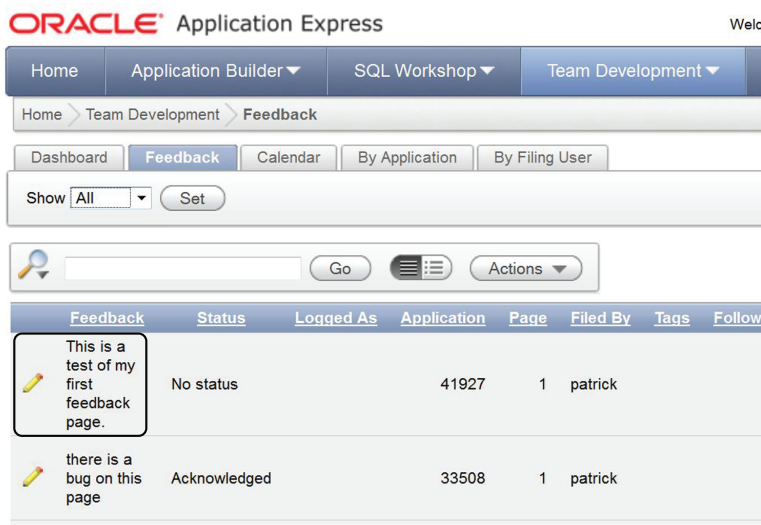 ORACLE Application Express
Home Application Builder SQL Workshop Team Development
Home Team Development Feedback
Dashboard Feedback Calendar By Application By Filing User
Show All Set
Go Actions
Feedback Status Logged As Application Page Filed By Tags Follow
This is a
test of my
first
feedback
page.
No status 41927 1 patrick
there is a
bug on this
page
Acknowledged 33508 1 patrick